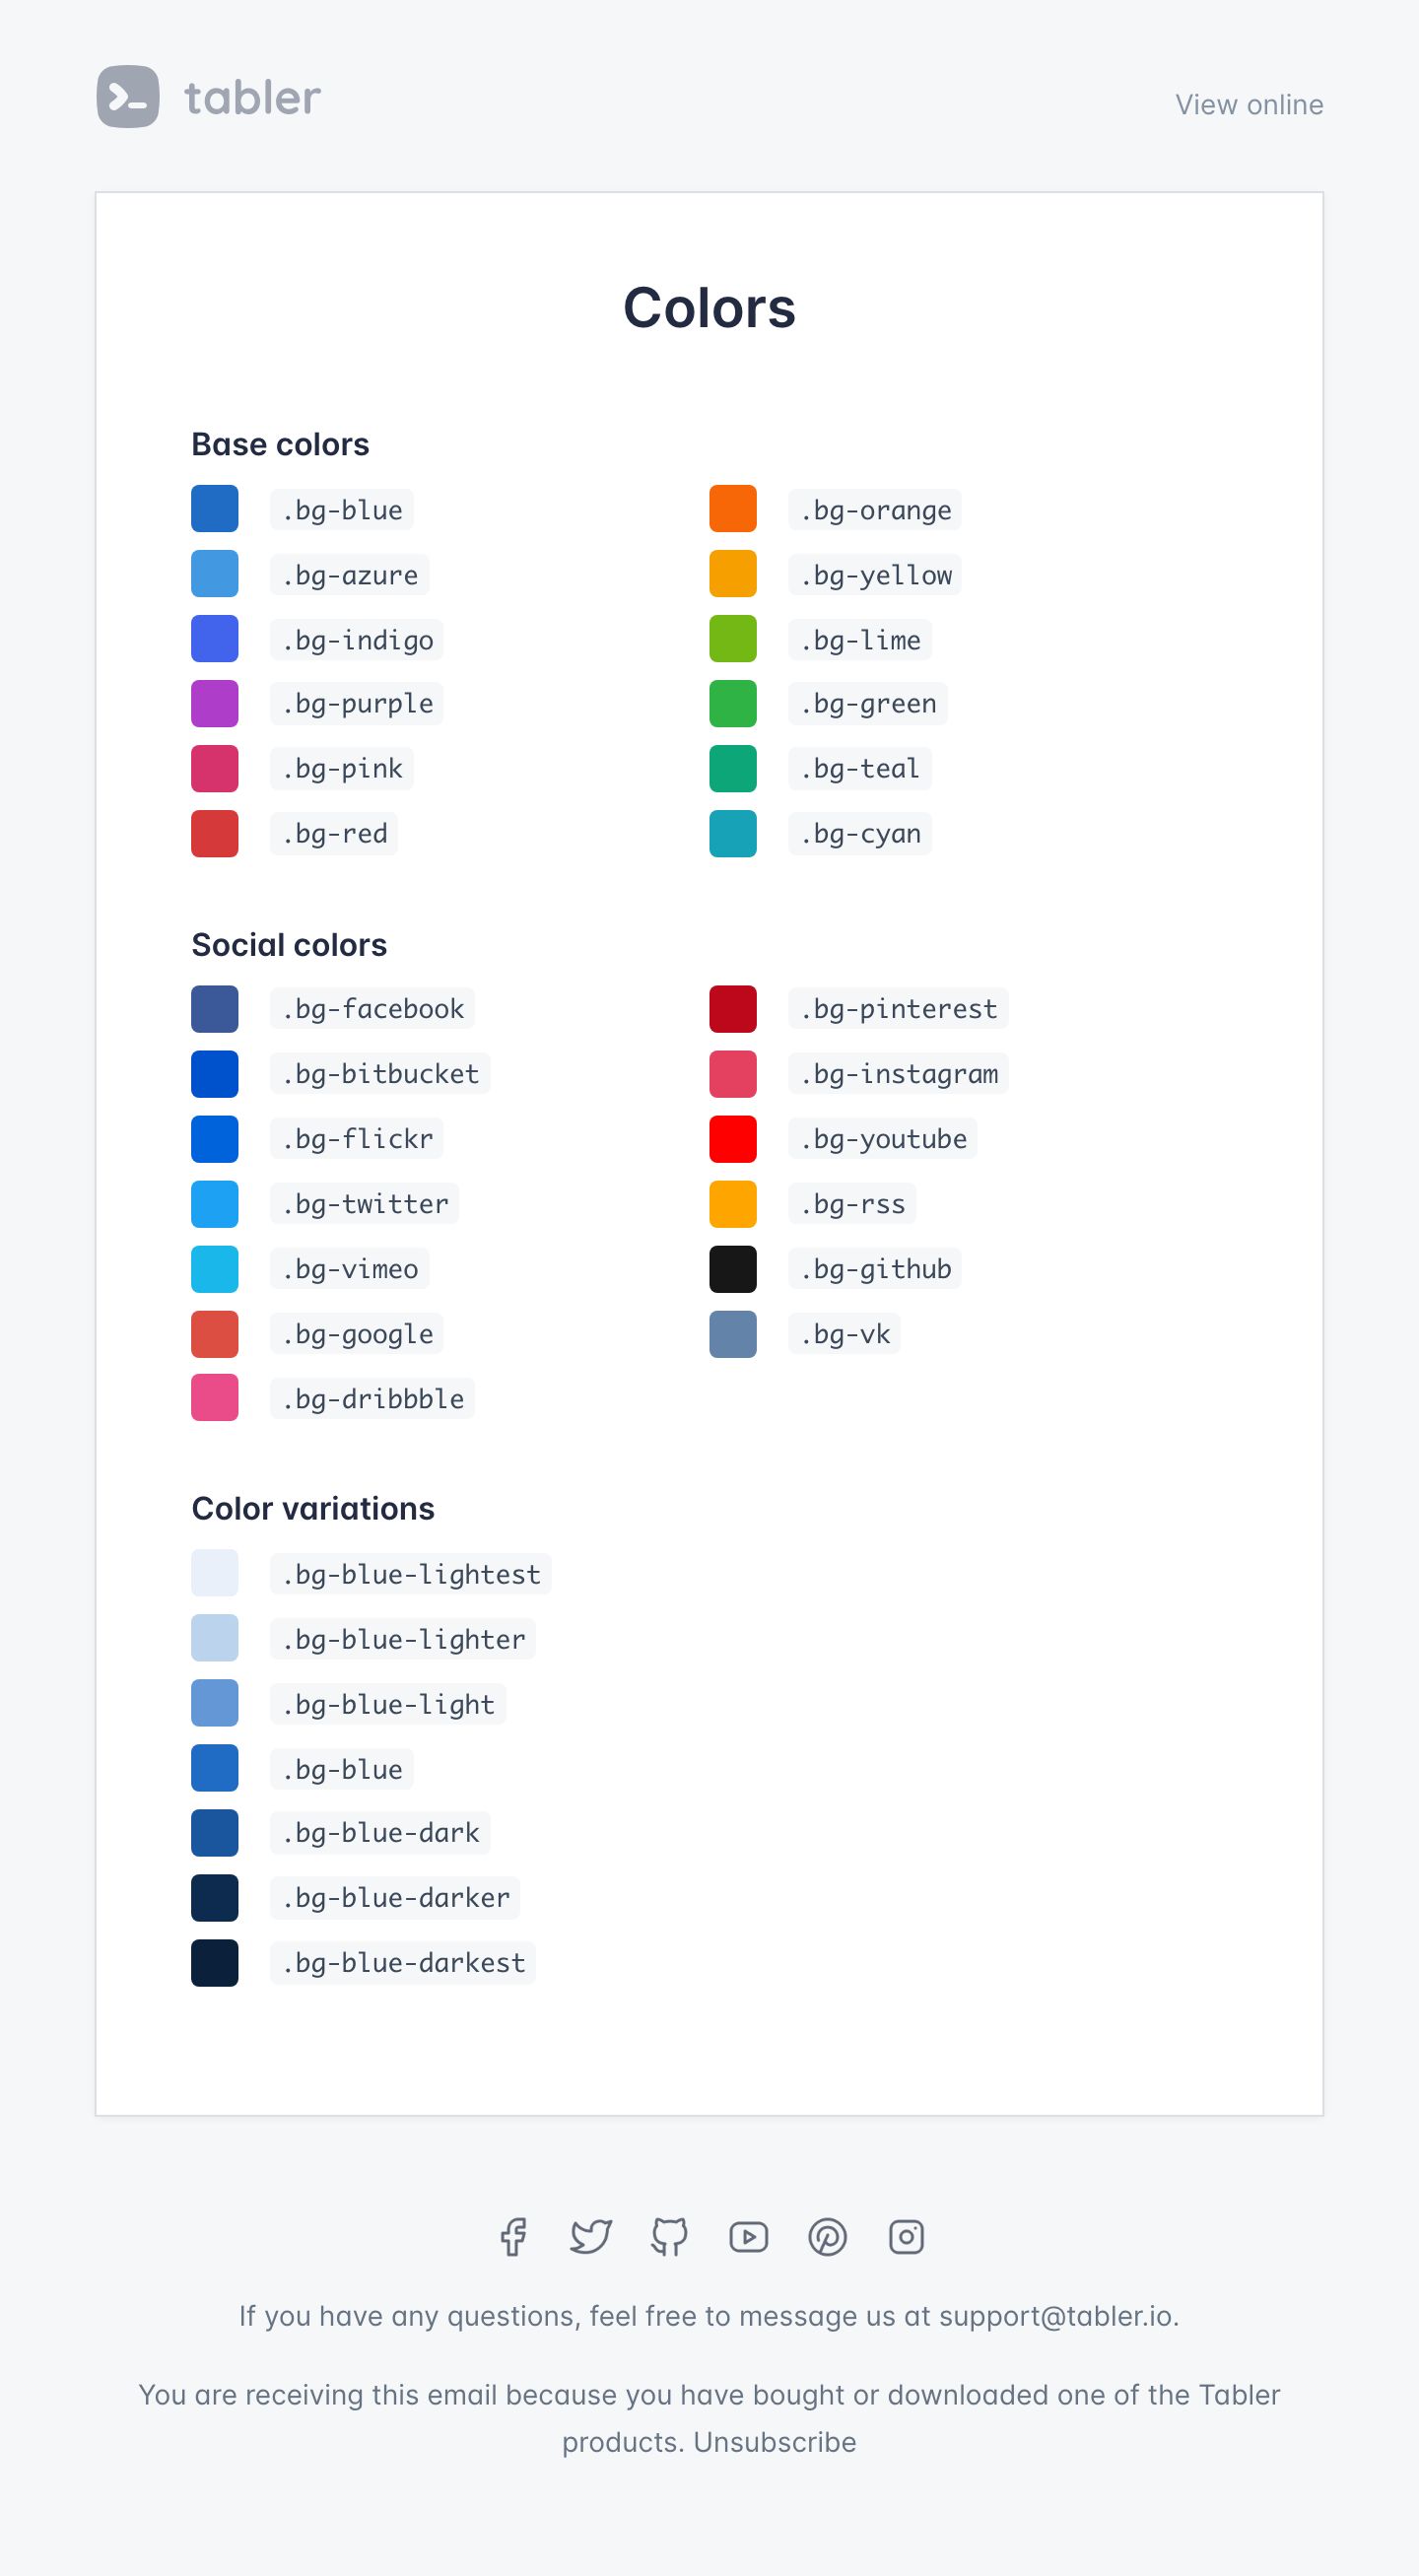 tabler
View online
Colors
Base colors
.bg-blue
.bg-azure
.bg-indigo
.bg-purple
.bg-pink
.bg-red
.bg-orange
.bg-yellow
.bg-lime
.bg-green
.bg-teal
.bg-cyan
Social colors
.bg-facebook
.bg-bitbucket
.bg-flickr
.bg-twitter
.bg-vimeo
.bg-google
.bg-dribbble
.bg-pinterest
.bg-instagram
.bg-youtube
.bg-rss
.bg-github
.bg-vk
Color variations
.bg-blue-lightest
.bg-blue-lighter
.bg-blue-light
.bg-blue
.bg-blue-dark
.bg-blue-darker
.bg-blue-darkest
If you have any questions, feel free to message us at support@tabler.io.
You are receiving this email because you have bought or downloaded one of the Tabler
products. Unsubscribe